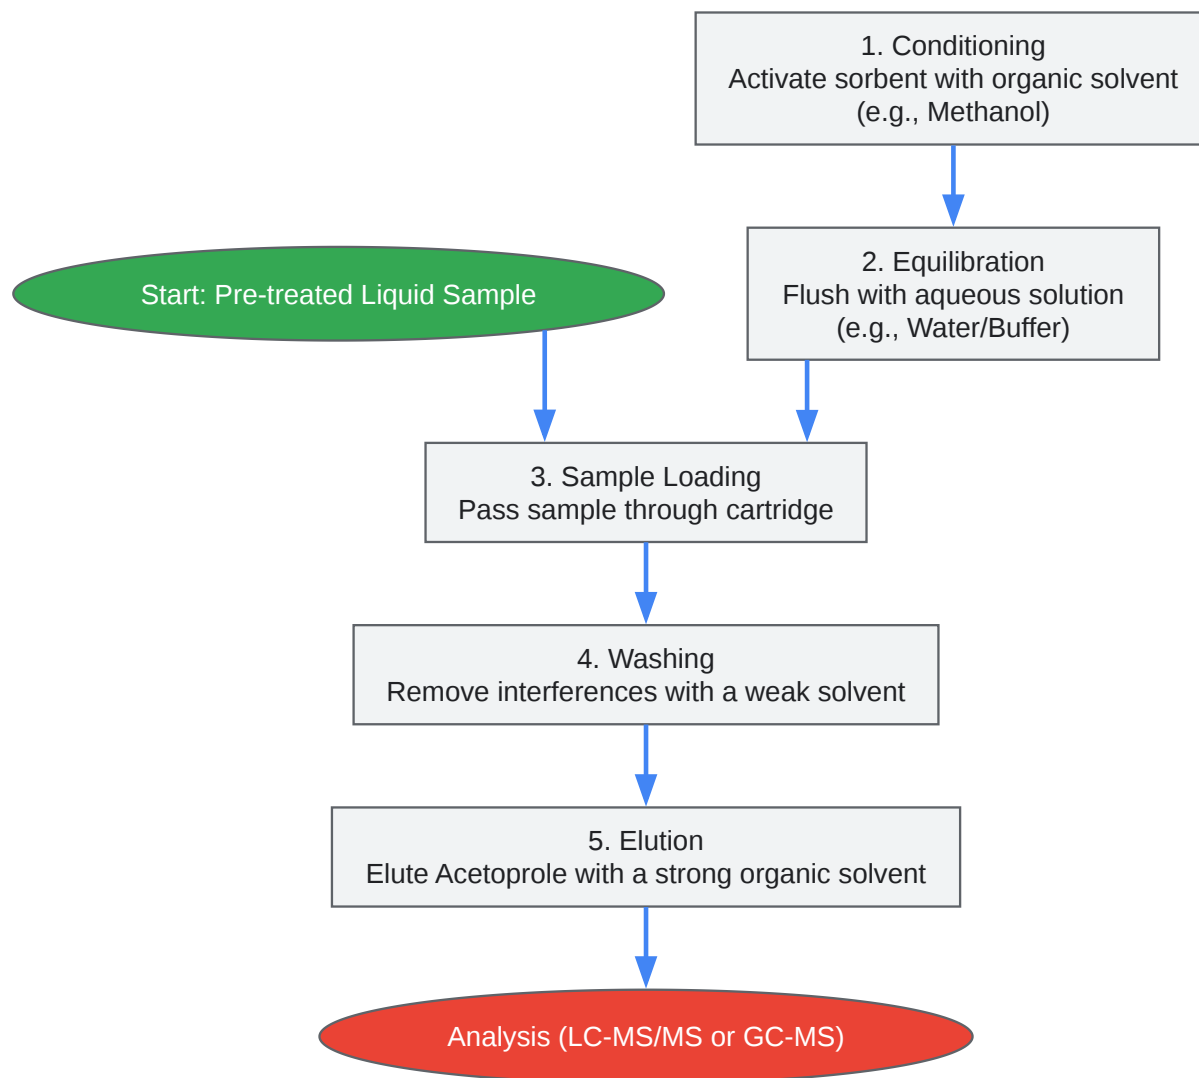 1. Conditioning
Activate sorbent with organic solvent
(e.g., Methanol)
2. Equilibration
Flush with aqueous solution
(e.g., Water/Buffer)
Start: Pre-treated Liquid Sample
3. Sample Loading
Pass sample through cartridge
4. Washing
Remove interferences with a weak solvent
5. Elution
Elute Acetoprole with a strong organic solvent
Analysis (LC-MS/MS or GC-MS)